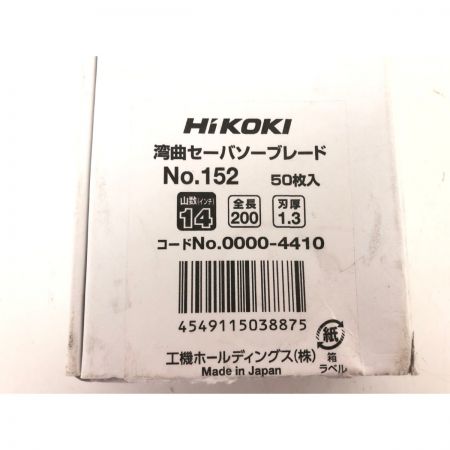 HiKOKI
湾曲セーバソーブレード
No.152 50枚入
山数(インチ) 14 全長 200 刃厚 1.3
コードNo.0000-4410
4549115038875
紙
箱
ラベル
工機ホールディングス(株)
Made in Japan